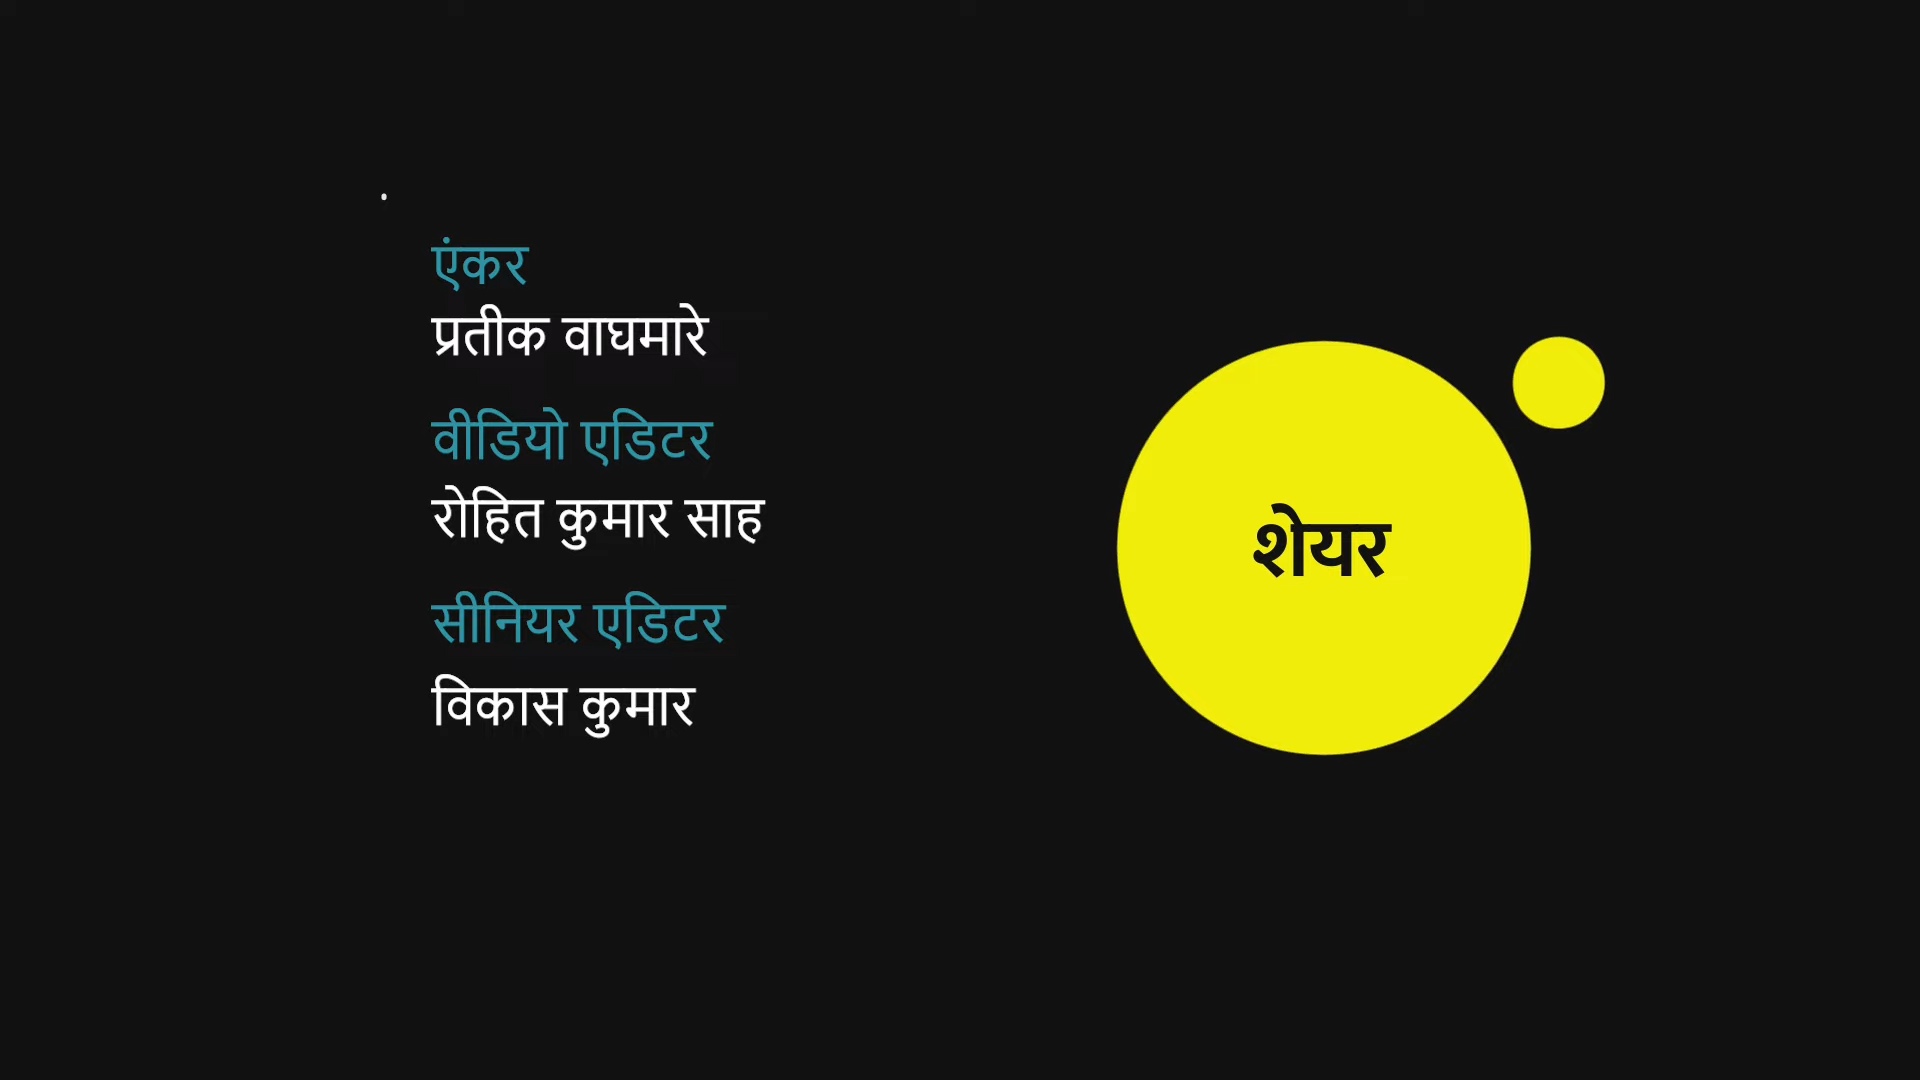 एंकर
प्रतीक वाघमारे
वीडियो एडिटर
रोहित कुमार साह
सीनियर एडिटर
विकास कुमार
शेयर